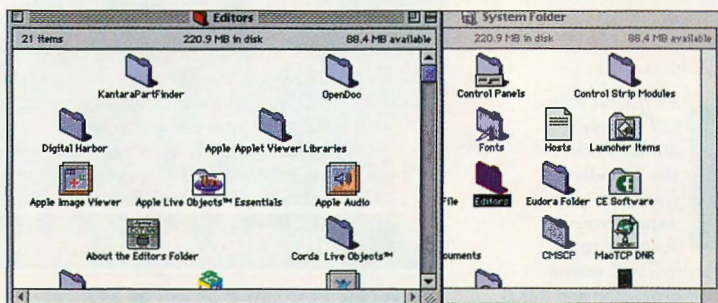 Editors
21 items 220.9 MB in disk 88.4 MB available
KantaraPartFinder OpenDoc
Digital Harbor Apple Applet Viewer Libraries
Apple Image Viewer Apple Live Objects™ Essentials Apple Audio
About the Editors Folder Corda Live Objects™
System Folder
220.9 MB in disk 88.4 MB available
Control Panels Control Strip Modules
Fonts Hosts Launcher Items
File Editors Eudora Folder CE Software
ocuments CMSCP MacTCP DNR